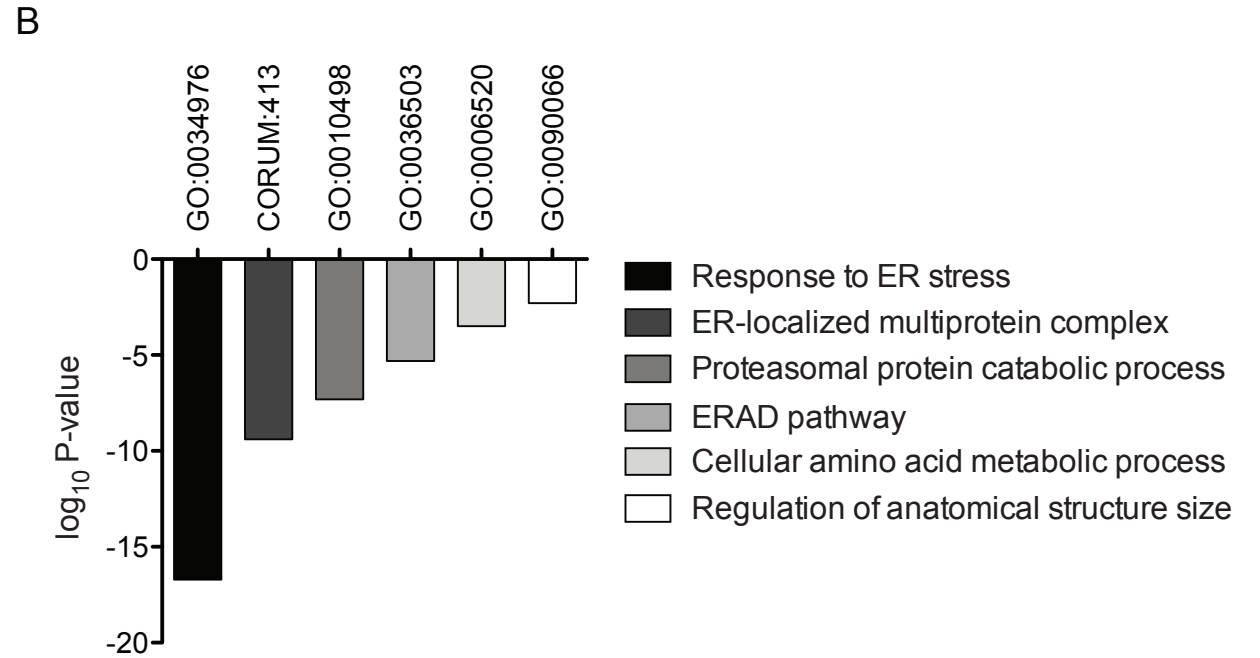 B
GO:0034976
CORUM:413
GO:0010498
GO:0036503
GO:0006520
GO:0090066
0
-5
-10
-15
-20
log10 P-value
Response to ER stress
ER-localized multiprotein complex
Proteasomal protein catabolic process
ERAD pathway
Cellular amino acid metabolic process
Regulation of anatomical structure size